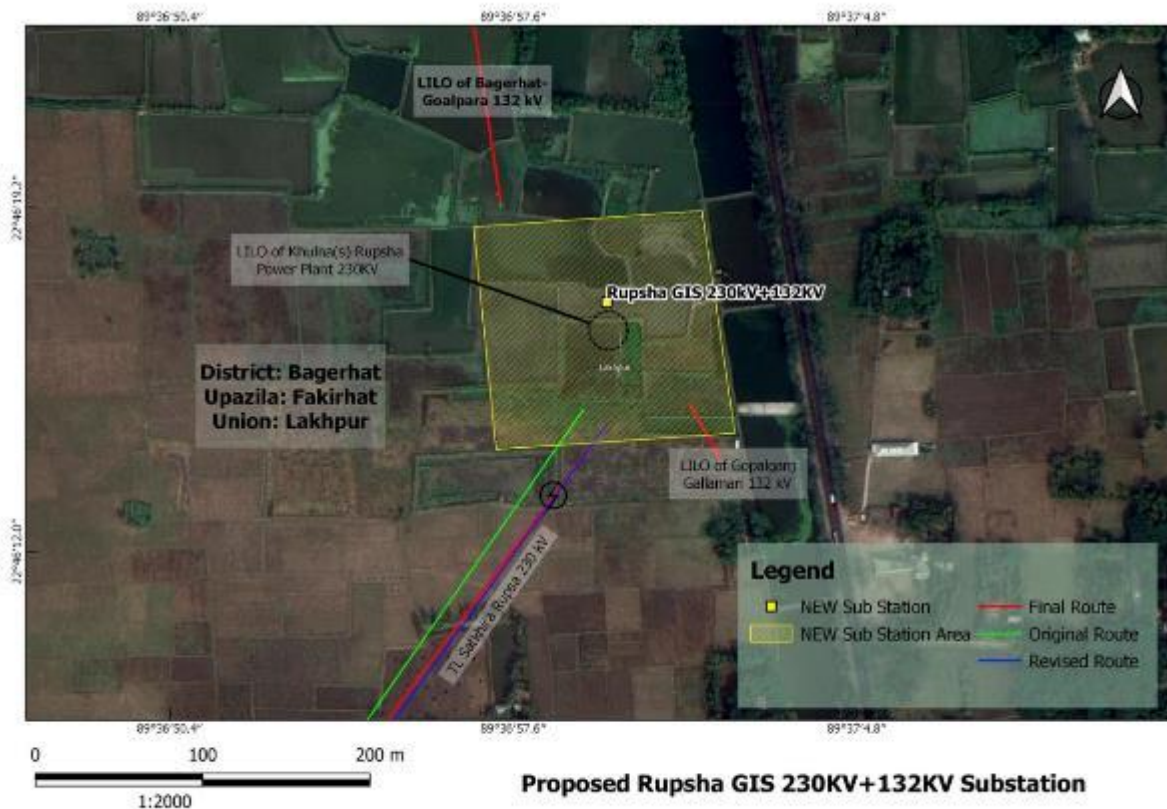 89°36'50.4"
89°36'57.6"
89°37'4.8"
22°46'19.2"
22°46'12.0"
LILO of Bagerhat-
Goalpara 132 kV
LILO of Khulna(s)-Rupsha
Power Plant 230KV
Rupsha GIS 230kV+132KV
Lakhpur
District: Bagerhat
Upazila: Fakirhat
Union: Lakhpur
LILO of Gopalganj
Gallamari 132 kV
TL Satkhira Rupsa 230 kV
Legend
NEW Sub Station
NEW Sub Station Area
Final Route
Original Route
Revised Route
89°36'50.4"
89°36'57.6"
89°37'4.8"
0
100
200 m
1:2000
Proposed Rupsha GIS 230KV+132KV Substation